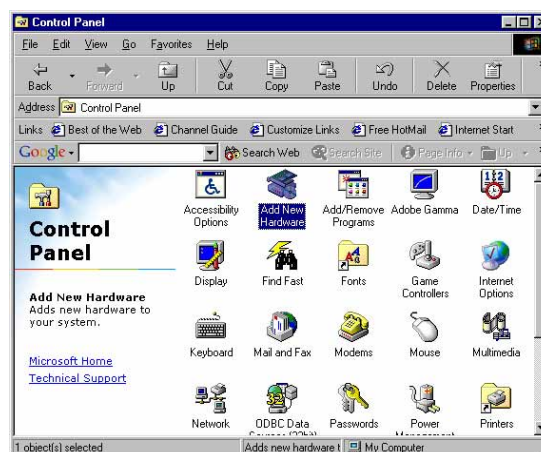 Control Panel
File Edit View Go Favorites Help
Back Forward Up Cut Copy Paste Undo Delete Properties
Address Control Panel
Links Best of the Web Channel Guide Customize Links Free HotMail Internet Start
Google Search Web Search Site Page Info Up
Control
Panel
Add New Hardware
Adds new hardware to
your system.
Microsoft Home
Technical Support
Accessibility
Options
Add New
Hardware
Add/Remove
Programs
Adobe Gamma
Date/Time
Display
Find Fast
Fonts
Game
Controllers
Internet
Options
Keyboard
Mail and Fax
Modems
Mouse
Multimedia
Network
ODBC Data
Passwords
Power
Printers
1 object(s) selected Adds new hardware t My Computer